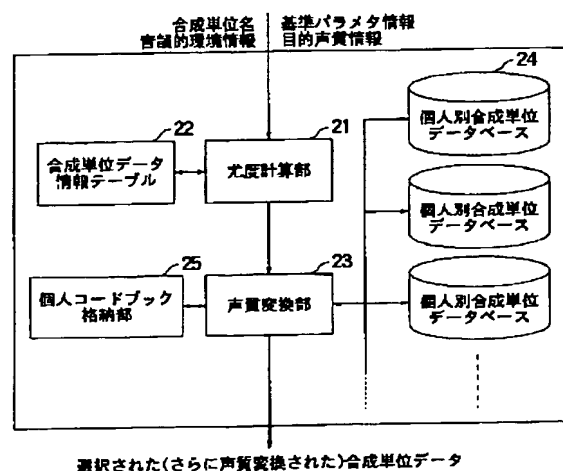 合成単位名
言語的環境情報
基準パラメタ情報
目的声質情報
24
個人別合成単位
データベース
22
合成単位データ
情報テーブル
21
尤度計算部
個人別合成単位
データベース
25
個人コードブック
格納部
23
声質変換部
個人別合成単位
データベース
選択された(さらに声質変換された)合成単位データ